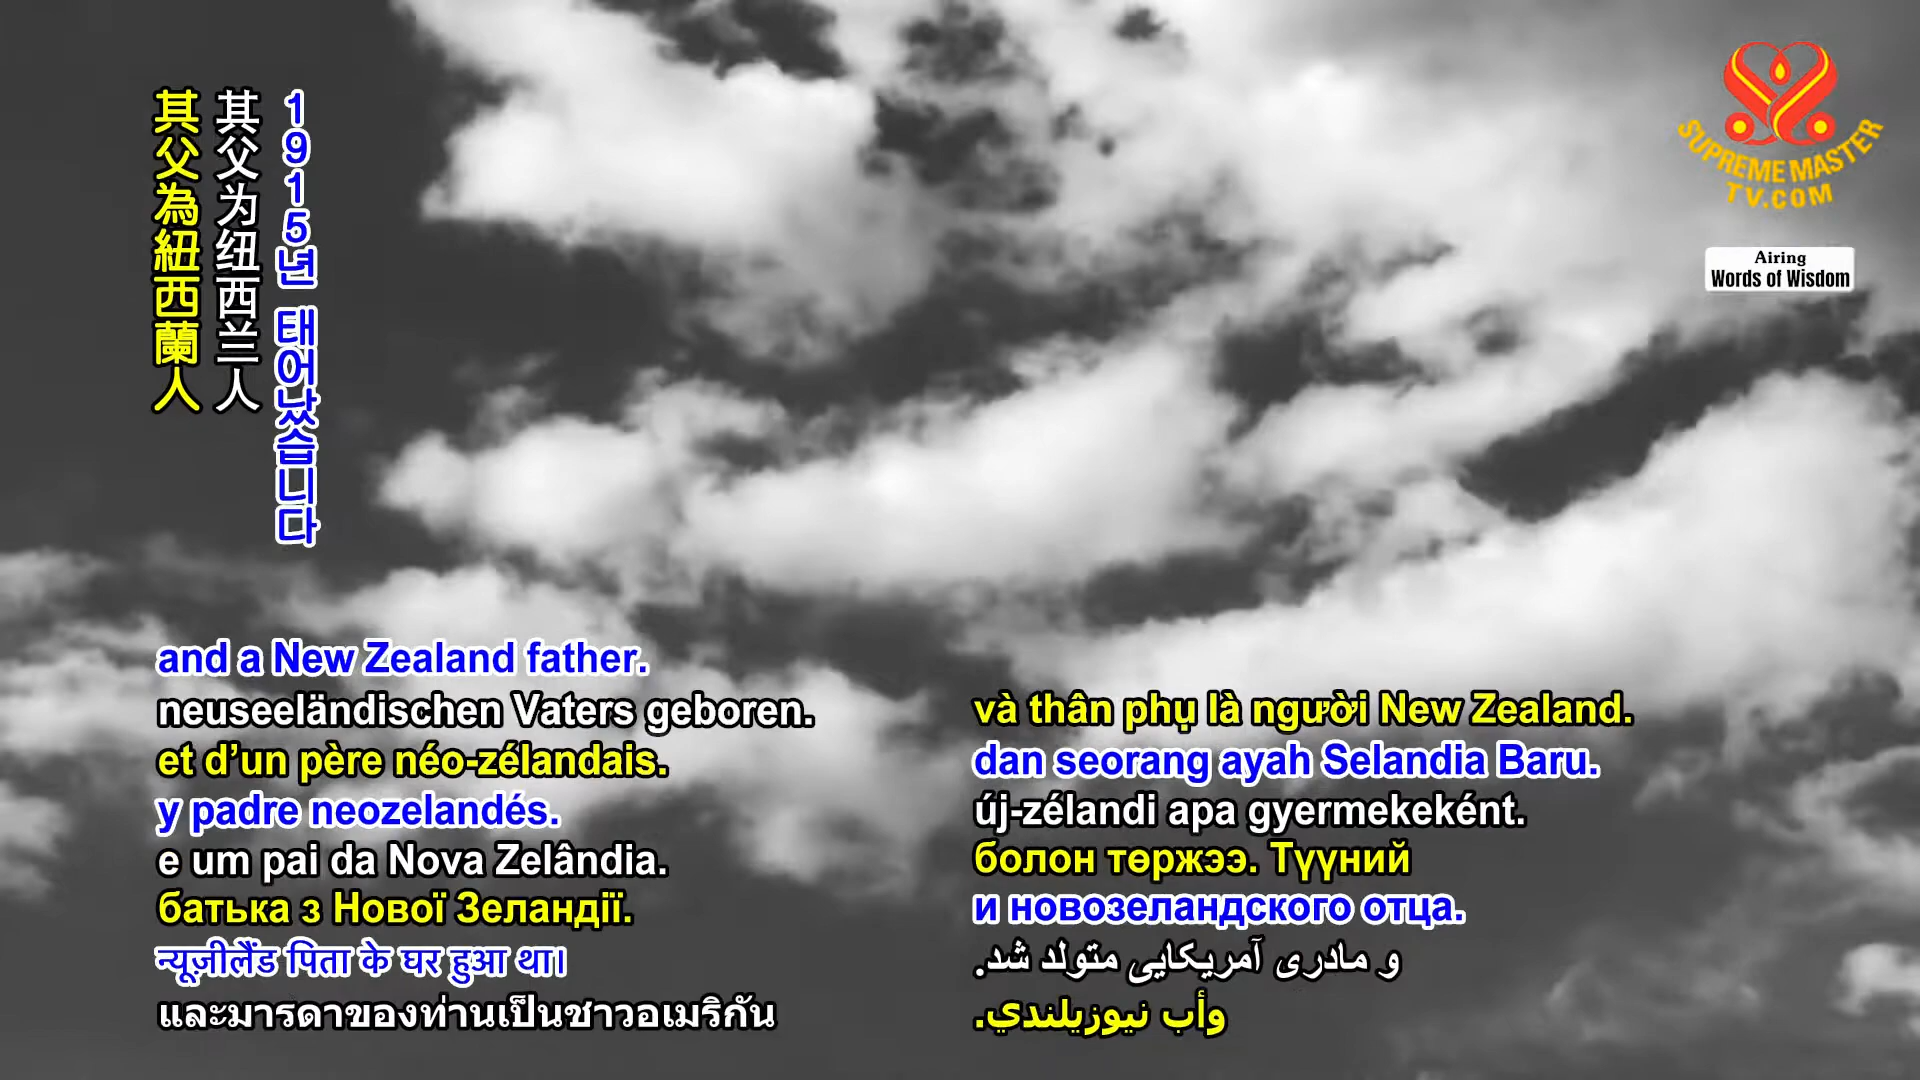 其父為紐西蘭人
其父为纽西兰人
1915년 태어났습니다
SUPREME MASTER
TV.COM
Airing
Words of Wisdom
and a New Zealand father.
neuseeländischen Vaters geboren.
et d’un père néo-zélandais.
y padre neozelandés.
e um pai da Nova Zelândia.
батька з Нової Зеландії.
न्यूज़ीलैंड पिता के घर हुआ था।
และมารดาของท่านเป็นชาวอเมริกัน
và thân phụ là người New Zealand.
dan seorang ayah Selandia Baru.
új-zélandi apa gyermekeként.
болон төржээ. Түүний
и новозеландского отца.
و مادری آمریکایی متولد شد.
وأب نيوزيلندي.